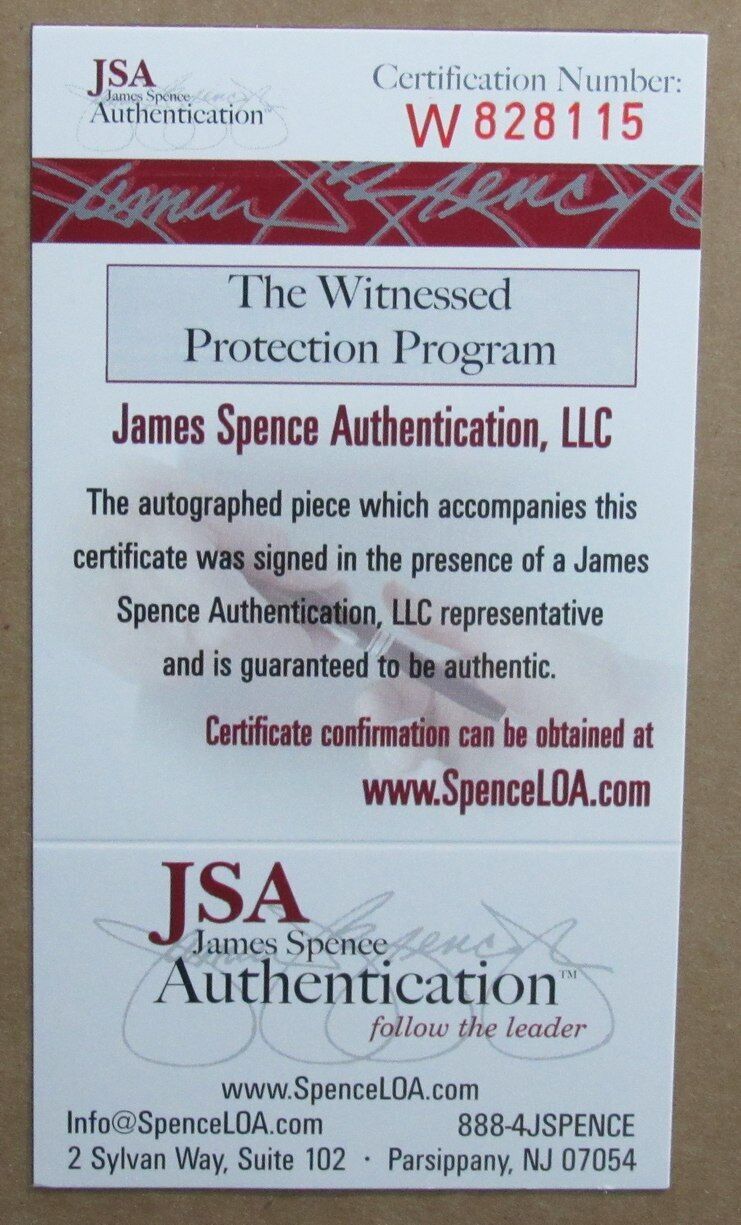 JSA
James Spence
Authentication
Certification Number:
W 828115
James Spence
The Witnessed
Protection Program
James Spence Authentication, LLC
The autographed piece which accompanies this
certificate was signed in the presence of a James
Spence Authentication, LLC representative
and is guaranteed to be authentic.
Certificate confirmation can be obtained at
www.SpenceLOA.com
JSA
James Spence
Authentication™
follow the leader
www.SpenceLOA.com
Info@SpenceLOA.com 888-4JSPENCE
2 Sylvan Way, Suite 102 · Parsippany, NJ 07054